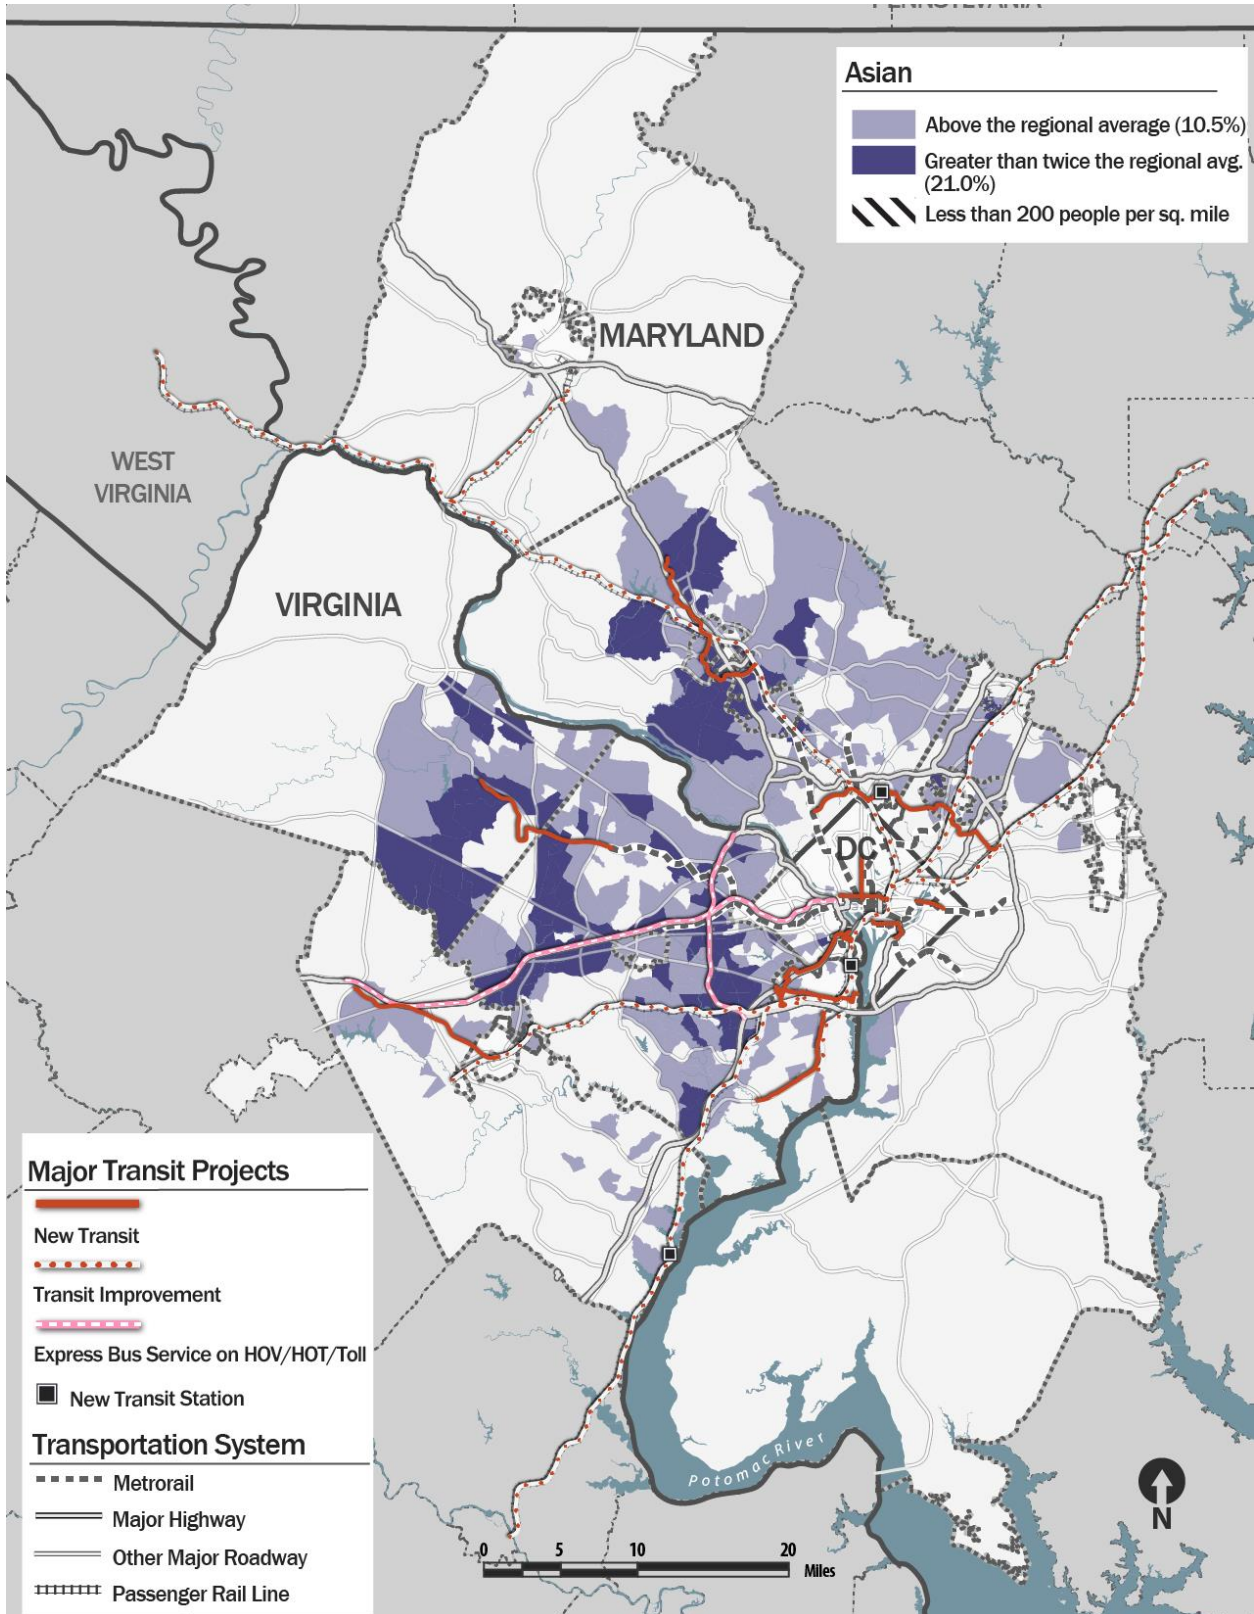 PENNSYLVANIA
Asian
Above the regional average (10.5%)
Greater than twice the regional avg.
(21.0%)
Less than 200 people per sq. mile
MARYLAND
WEST
VIRGINIA
VIRGINIA
DC
Major Transit Projects
New Transit
Transit Improvement
Express Bus Service on HOV/HOT/Toll
New Transit Station
Transportation System
Metrorail
Major Highway
Other Major Roadway
Passenger Rail Line
Potomac River
N
0 5 10 20
Miles